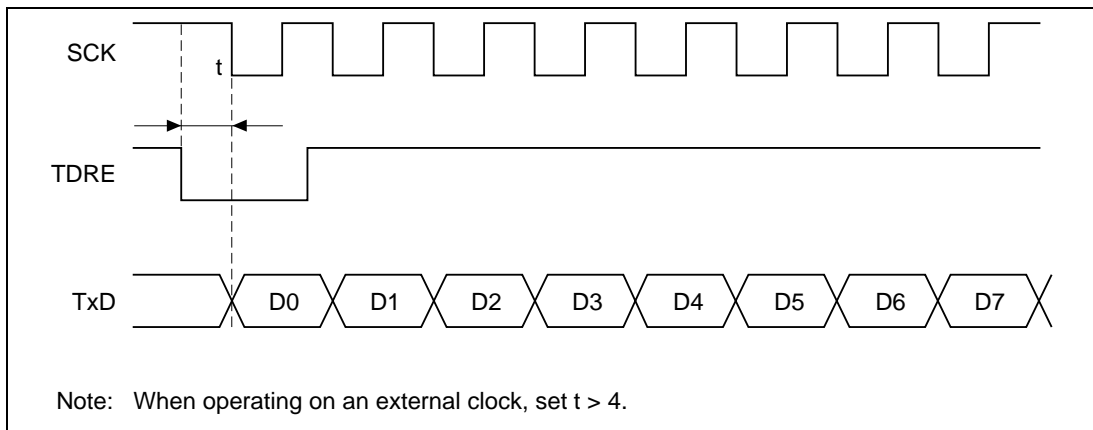 SCK
t
TDRE
TxD D0 D1 D2 D3 D4 D5 D6 D7
Note: When operating on an external clock, set t > 4.